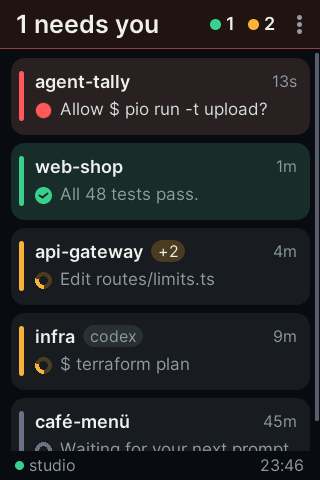 1 needs you 1 2
agent-tally 13s
Allow $ pio run -t upload?
web-shop 1m
All 48 tests pass.
api-gateway +2 4m
Edit routes/limits.ts
infra codex 9m
$ terraform plan
café-menü 45m
Waiting for your next prompt
studio 23:46